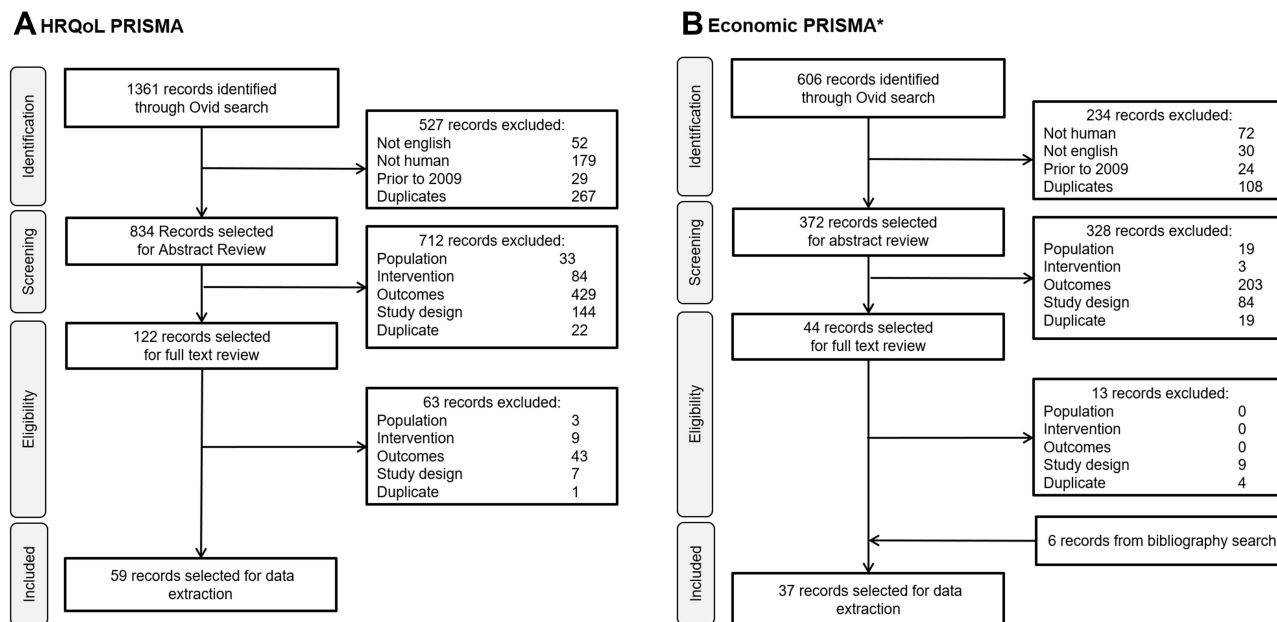 A HRQoL PRISMA
Identification
1361 records identified
through Ovid search
527 records excluded:
Not english 52
Not human 179
Prior to 2009 29
Duplicates 267
Screening
834 Records selected
for Abstract Review
712 records excluded:
Population 33
Intervention 84
Outcomes 429
Study design 144
Duplicate 22
Eligibility
122 records selected
for full text review
63 records excluded:
Population 3
Intervention 9
Outcomes 43
Study design 7
Duplicate 1
Included
59 records selected for data
extraction
B Economic PRISMA*
Identification
606 records identified
through Ovid search
234 records excluded:
Not human 72
Not english 30
Prior to 2009 24
Duplicates 108
Screening
372 records selected
for abstract review
328 records excluded:
Population 19
Intervention 3
Outcomes 203
Study design 84
Duplicate 19
Eligibility
44 records selected
for full text review
13 records excluded:
Population 0
Intervention 0
Outcomes 0
Study design 9
Duplicate 4
Included
6 records from bibliography search
37 records selected for data
extraction